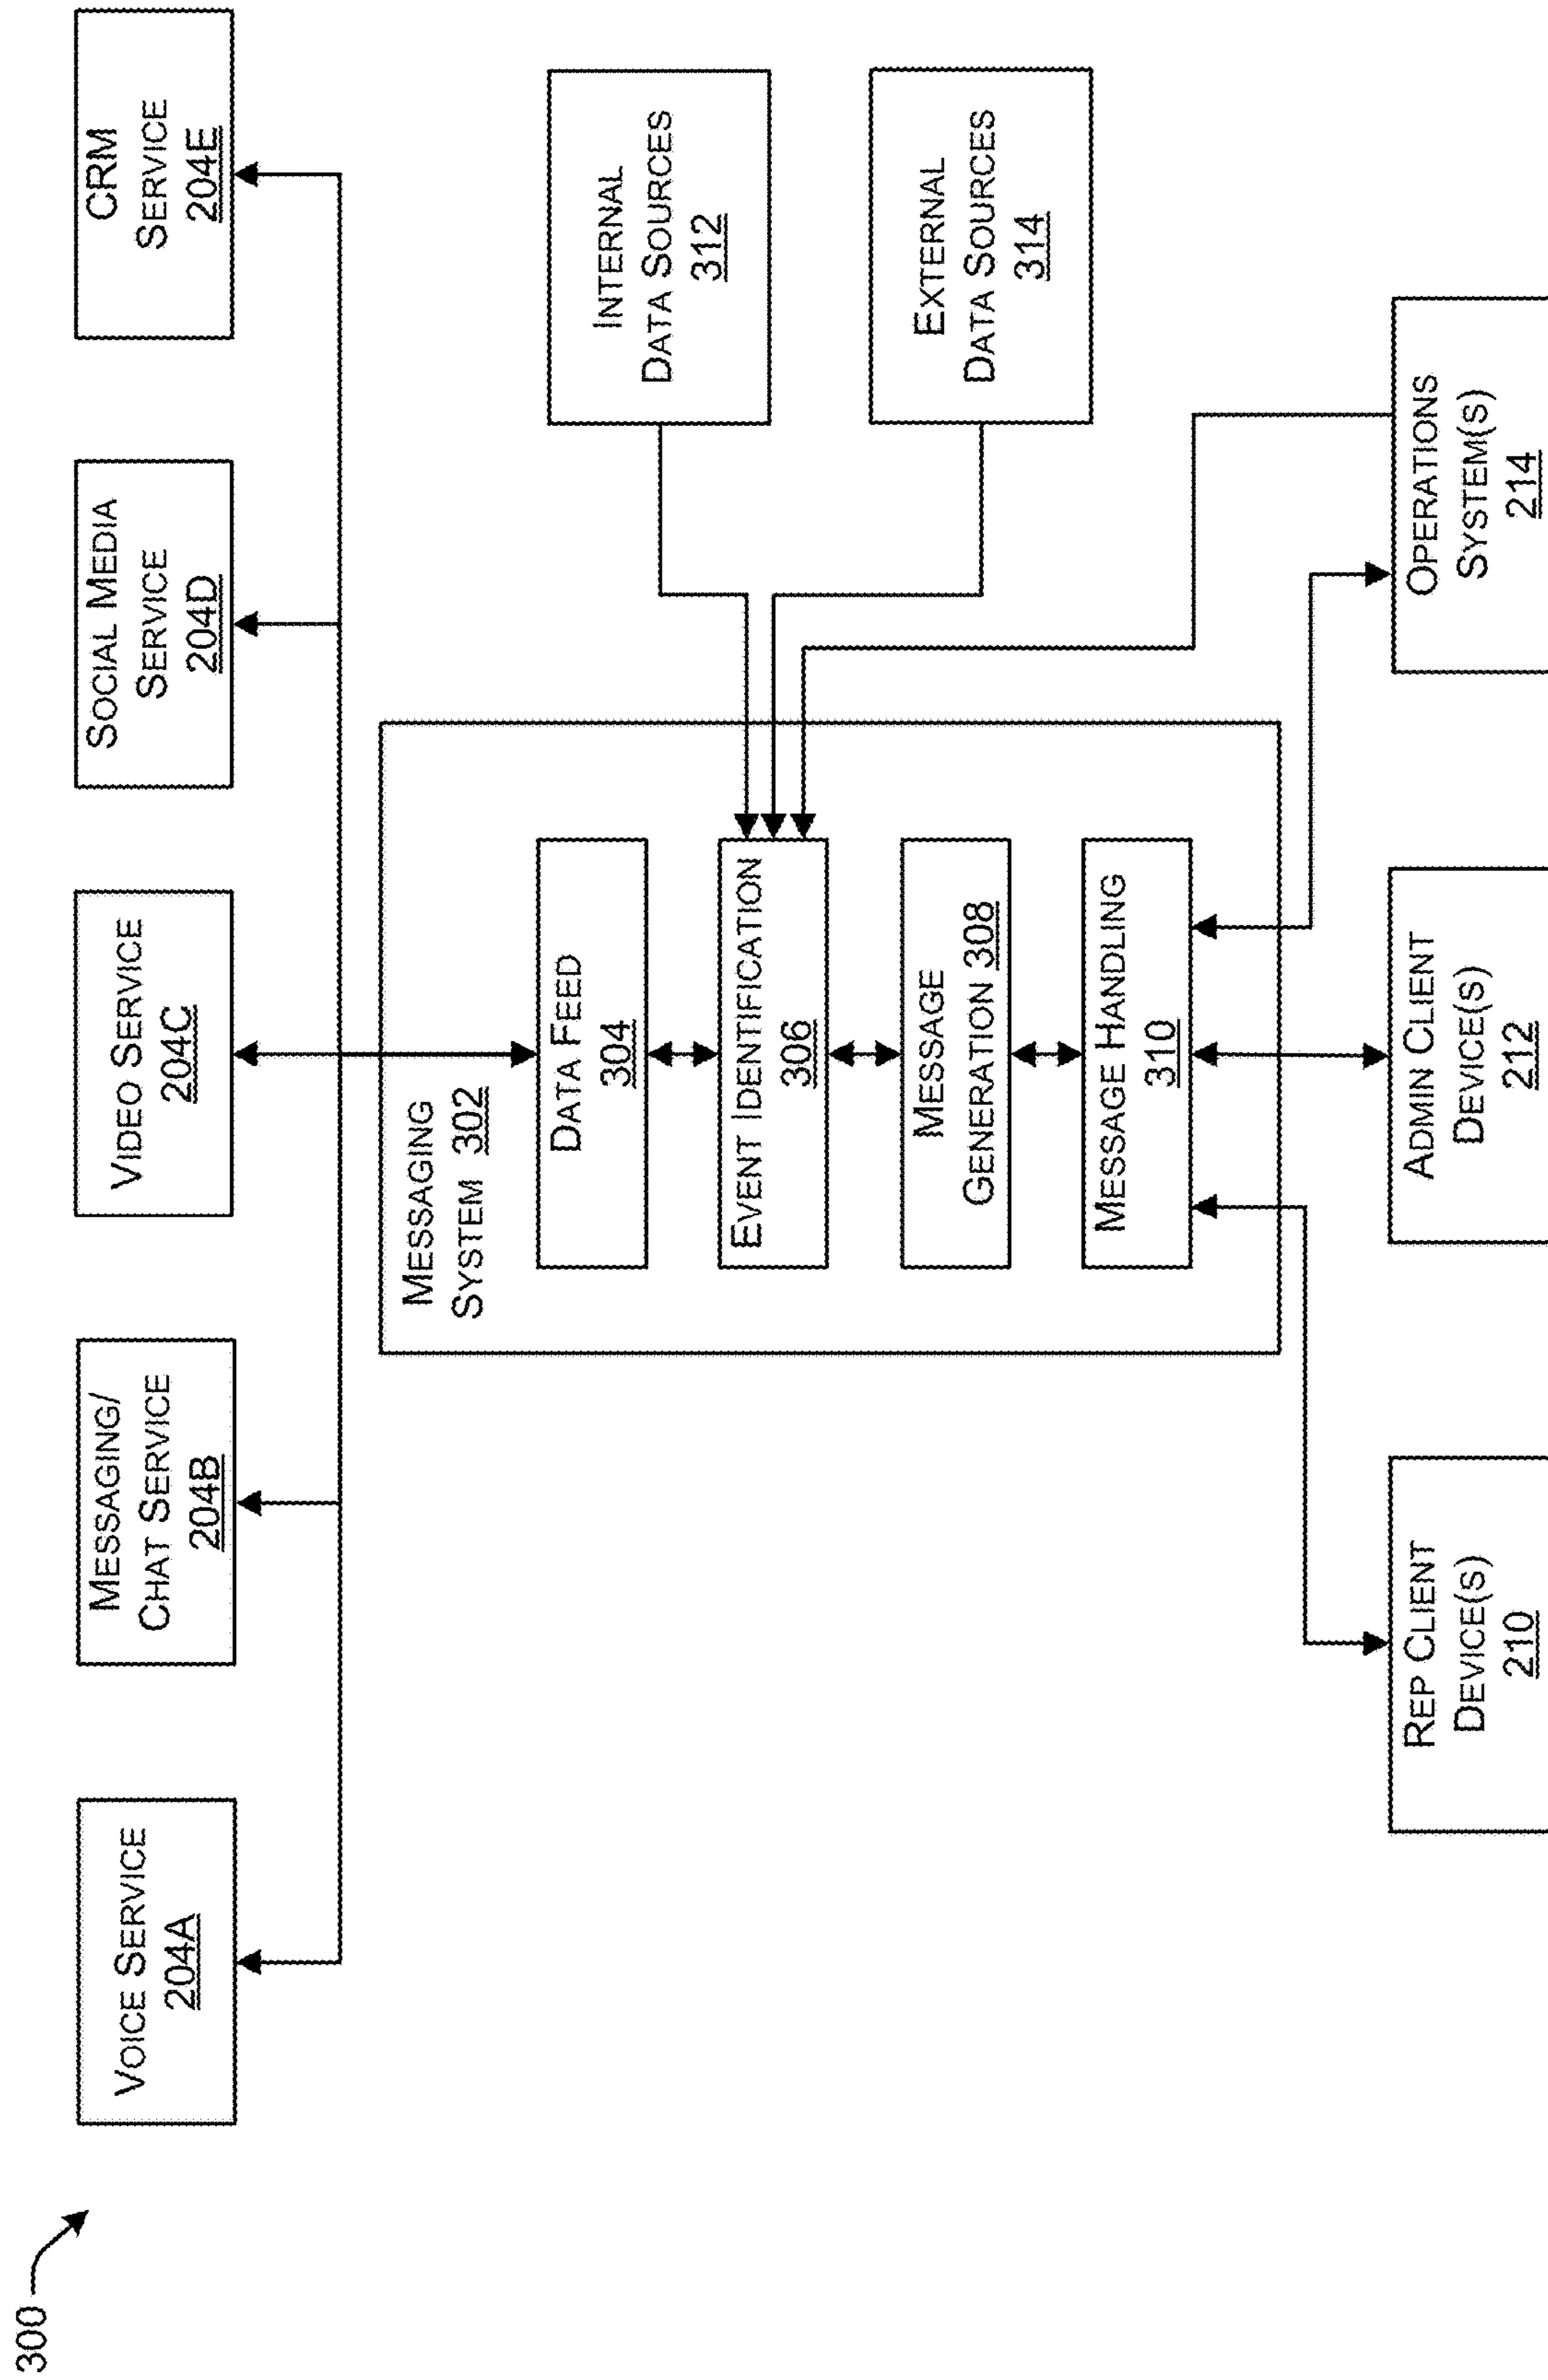 300
VOICE SERVICE
204A
MESSAGING/
CHAT SERVICE
204B
VIDEO SERVICE
204C
SOCIAL MEDIA
SERVICE
204D
CRM
SERVICE
204E
MESSAGING
SYSTEM 302
DATA FEED
304
EVENT IDENTIFICATION
306
MESSAGE
GENERATION 308
MESSAGE HANDLING
310
INTERNAL
DATA SOURCES
312
EXTERNAL
DATA SOURCES
314
REP CLIENT
DEVICE(S)
210
ADMIN CLIENT
DEVICE(S)
212
OPERATIONS
SYSTEM(S)
214